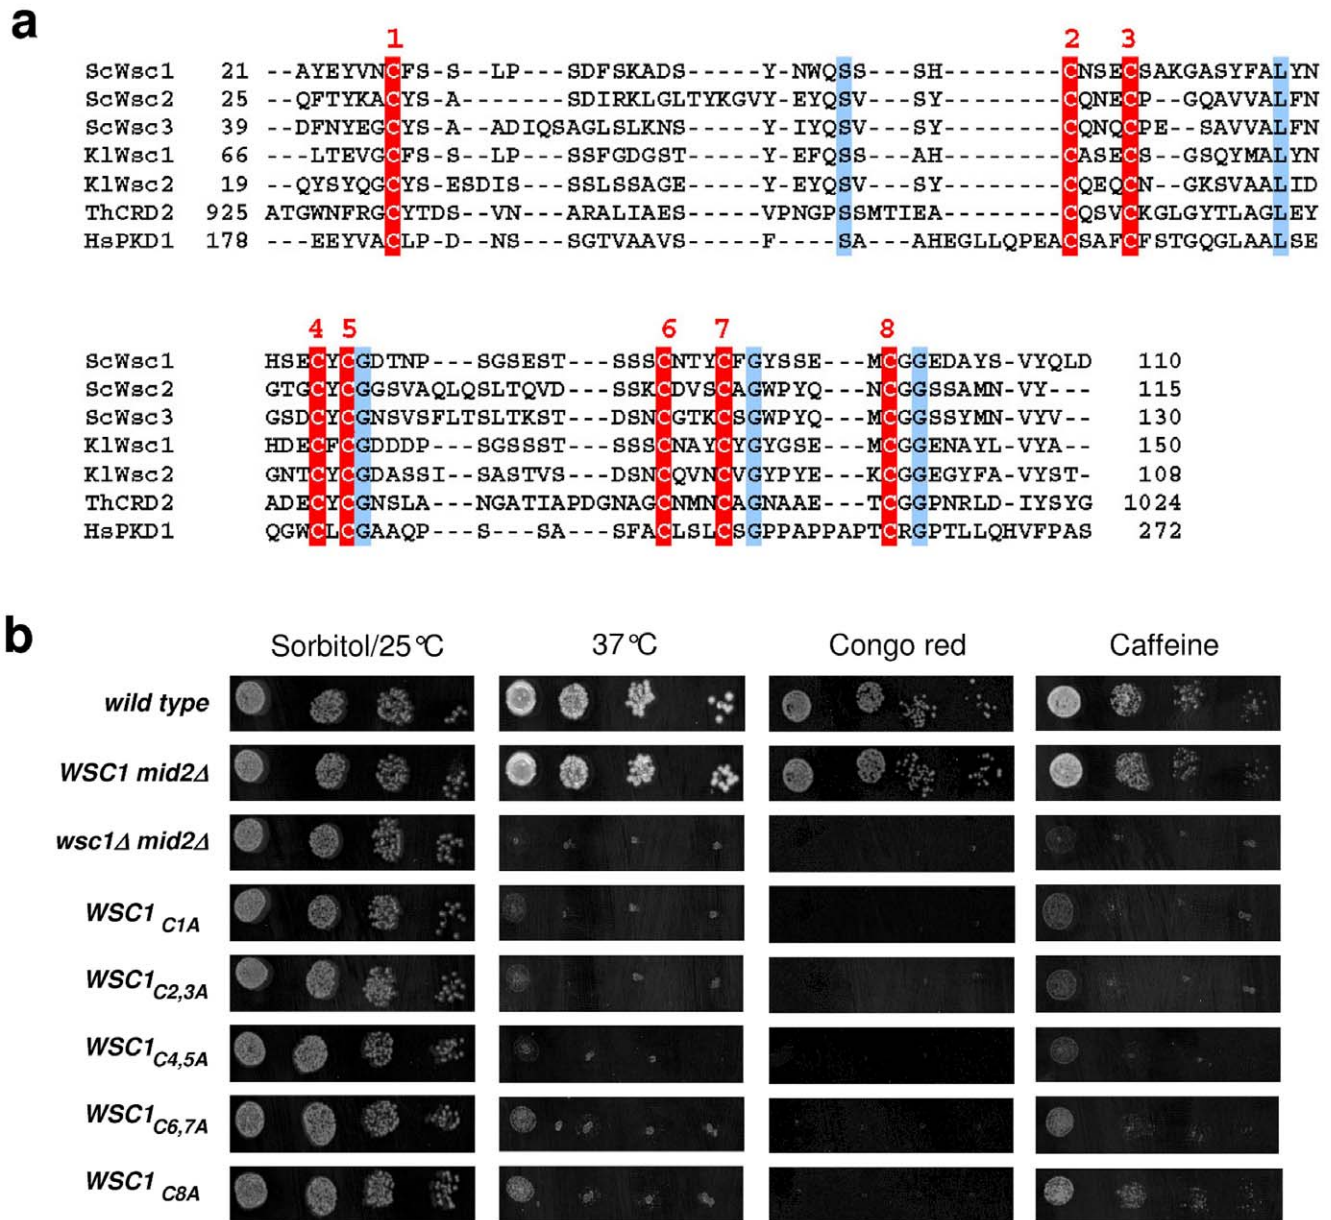 a
1 2 3
ScWsc1 21 --AYEYVNCFS-S--LP---SDFSKADS-----Y-NWQSS---SH--------CNSECSAKGASYFALYN
ScWsc2 25 --QFTYKACYS-A-------SDIRKLGLTYKGVY-EYQSV---SY--------CQNECP--GQAVVALFN
ScWsc3 39 --DFNYEGCYS-A--ADIQSAGLSLKNS-----Y-IYQSV---SY--------CQNQCPE--SAVVALFN
KlWsc1 66 ---LTEVGCFS-S--LP---SSFGDGST-----Y-EFQSS---AH--------CASECS--GSQYMALYN
KlWsc2 19 --QYSYQGCYS-ESDIS---SSLSSAGE-----Y-EYQSV---SY--------CQEQCN--GKSVAALID
ThCRD2 925 ATGWNFRGCYTDS--VN---ARALIAES-----VPNGPSSMTIEA--------CQSVCKGLGYTLAGLEY
HsPKD1 178 ---EEYVACLP-D--NS---SGTVAAVS-----F----SA---AHEGLLQPEACSAFCFSTGQGLAALSE
4 5 6 7 8
ScWsc1 HSECYCGDTNP---SGSEST---SSSCNTYCFGYSSE---MCGGEDAYS-VYQLD 110
ScWsc2 GTGCYCGGSVAQLQSLTQVD---SSKCDVSCAGWPYQ---NCGGSSAMN-VY--- 115
ScWsc3 GSDCYCGNSVSFLTSLTKST---DSNCGTKCSGWPYQ---MCGGSSYMN-VYV-- 130
KlWsc1 HDECFCGDDDP---SGSSST---SSSCNAYCYGYGSE---MCGGENAYL-VYA-- 150
KlWsc2 GNTCYCGDASSI--SASTVS---DSNCQVNCVGYPYE---KCGGEGYFA-VYST- 108
ThCRD2 ADECYCGNSLA---NGATIAPDGNAGCNMNCAGNAAE---TCGGPNRLD-IYSYG 1024
HsPKD1 QGWCLCGAAQP---S---SA---SFACLSLCSGPPAPPAPTCRGPTLLQHVFPAS 272
b
Sorbitol/25°C 37°C Congo red Caffeine
wild type
WSC1 mid2Δ
wsc1Δ mid2Δ
WSC1 C1A
WSC1 C2,3A
WSC1 C4,5A
WSC1 C6,7A
WSC1 C8A